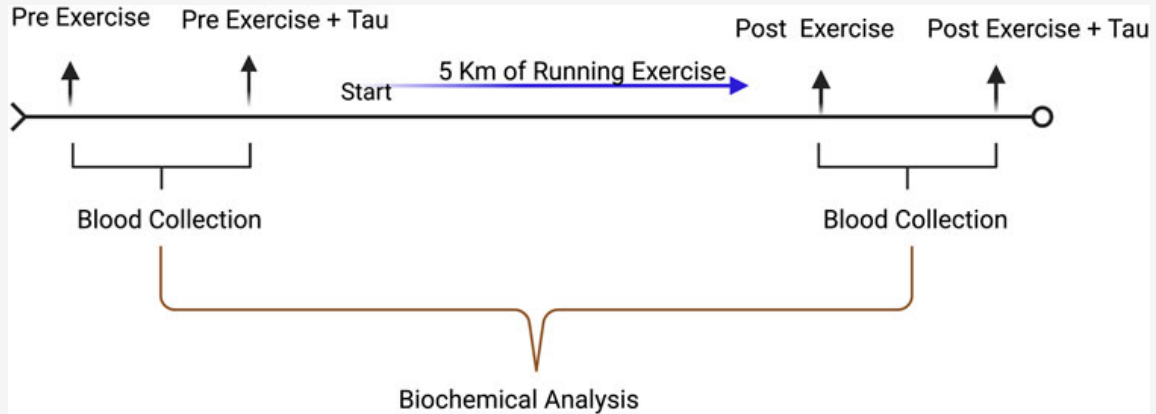 Pre Exercise
Pre Exercise + Tau
Post Exercise
Post Exercise + Tau
5 Km of Running Exercise
Start
Blood Collection
Blood Collection
Biochemical Analysis